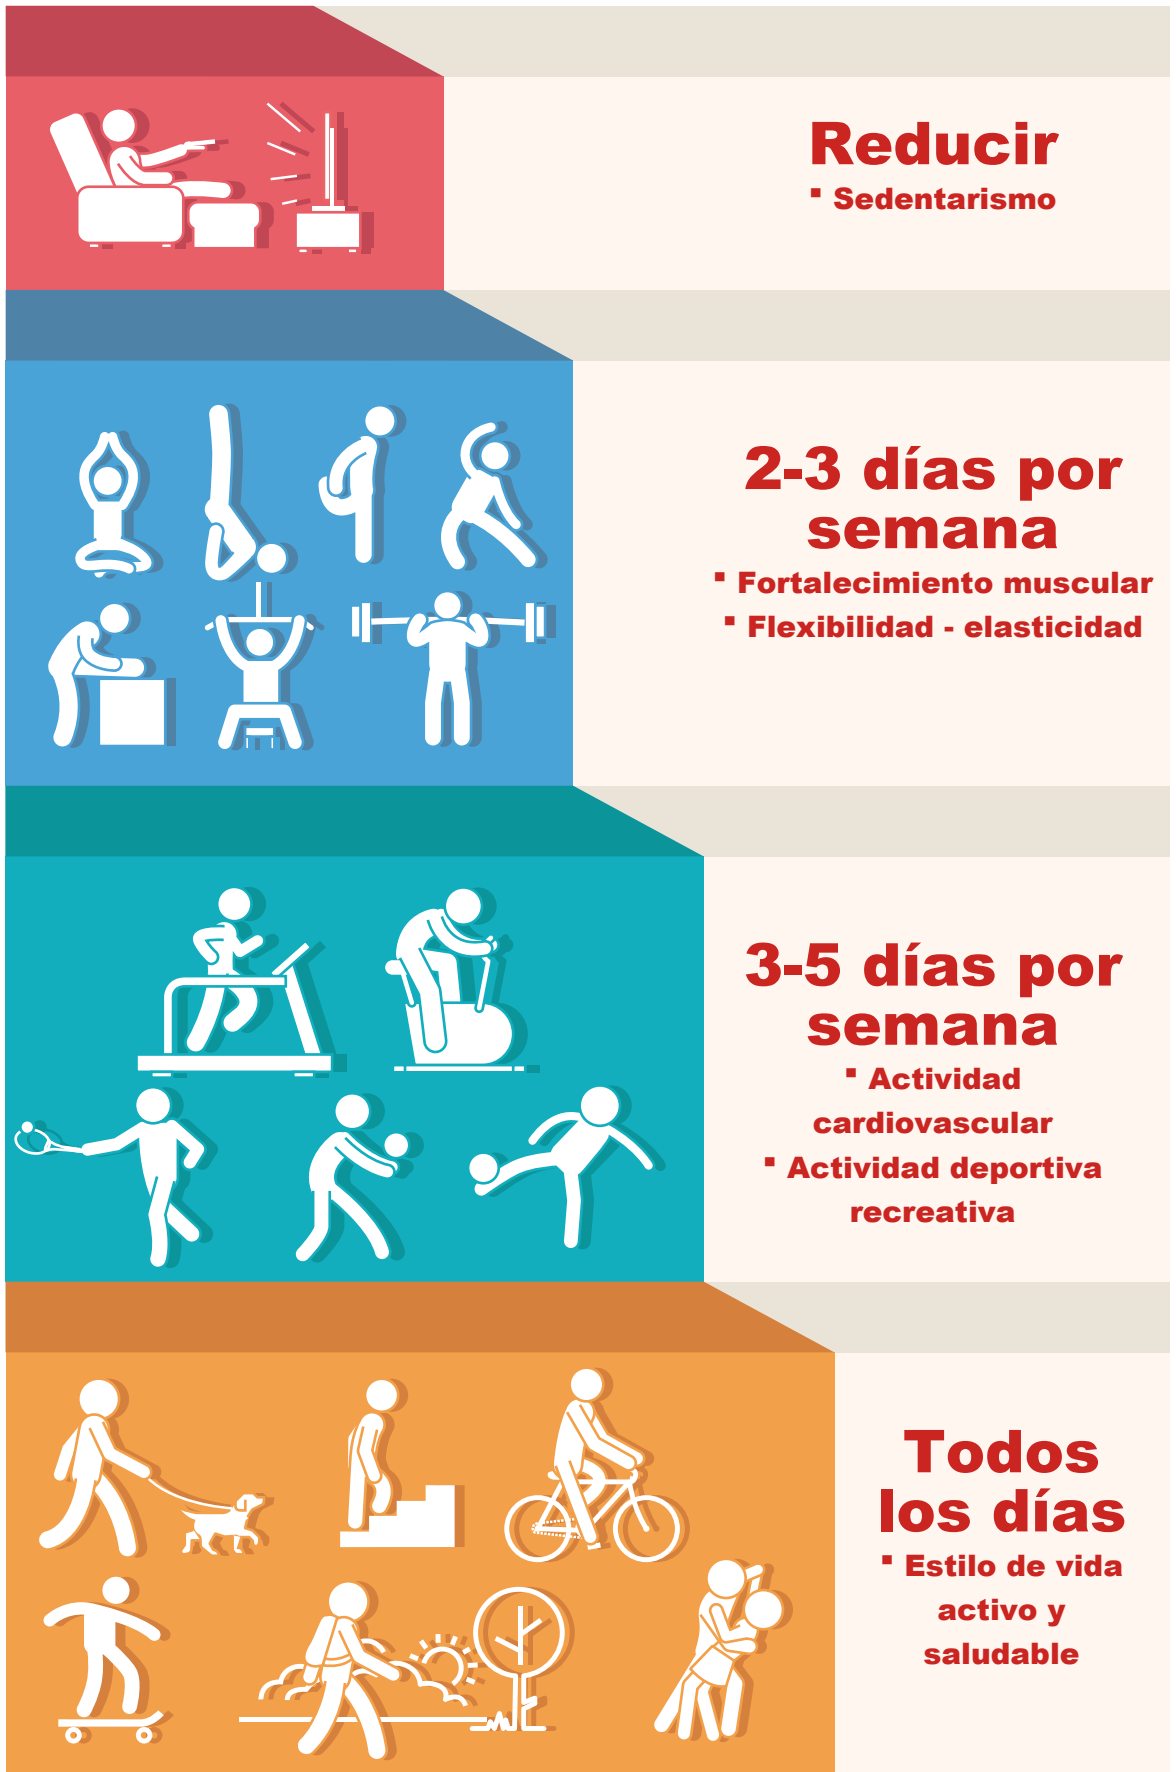 Reducir
▪ Sedentarismo
2-3 días por
semana
▪ Fortalecimiento muscular
▪ Flexibilidad - elasticidad
3-5 días por
semana
▪ Actividad
cardiovascular
▪ Actividad deportiva
recreativa
Todos
los días
▪ Estilo de vida
activo y
saludable